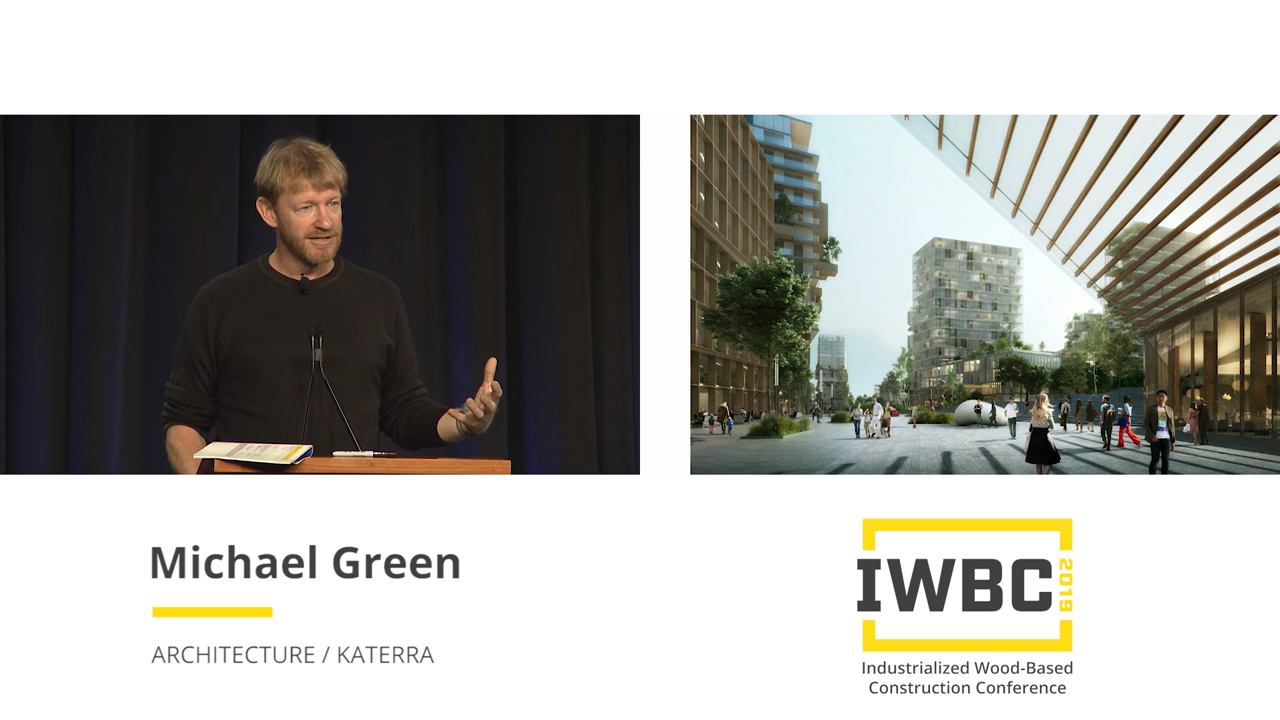 Michael Green
ARCHITECTURE / KATERRA
IWBC 2019
Industrialized Wood-Based
Construction Conference